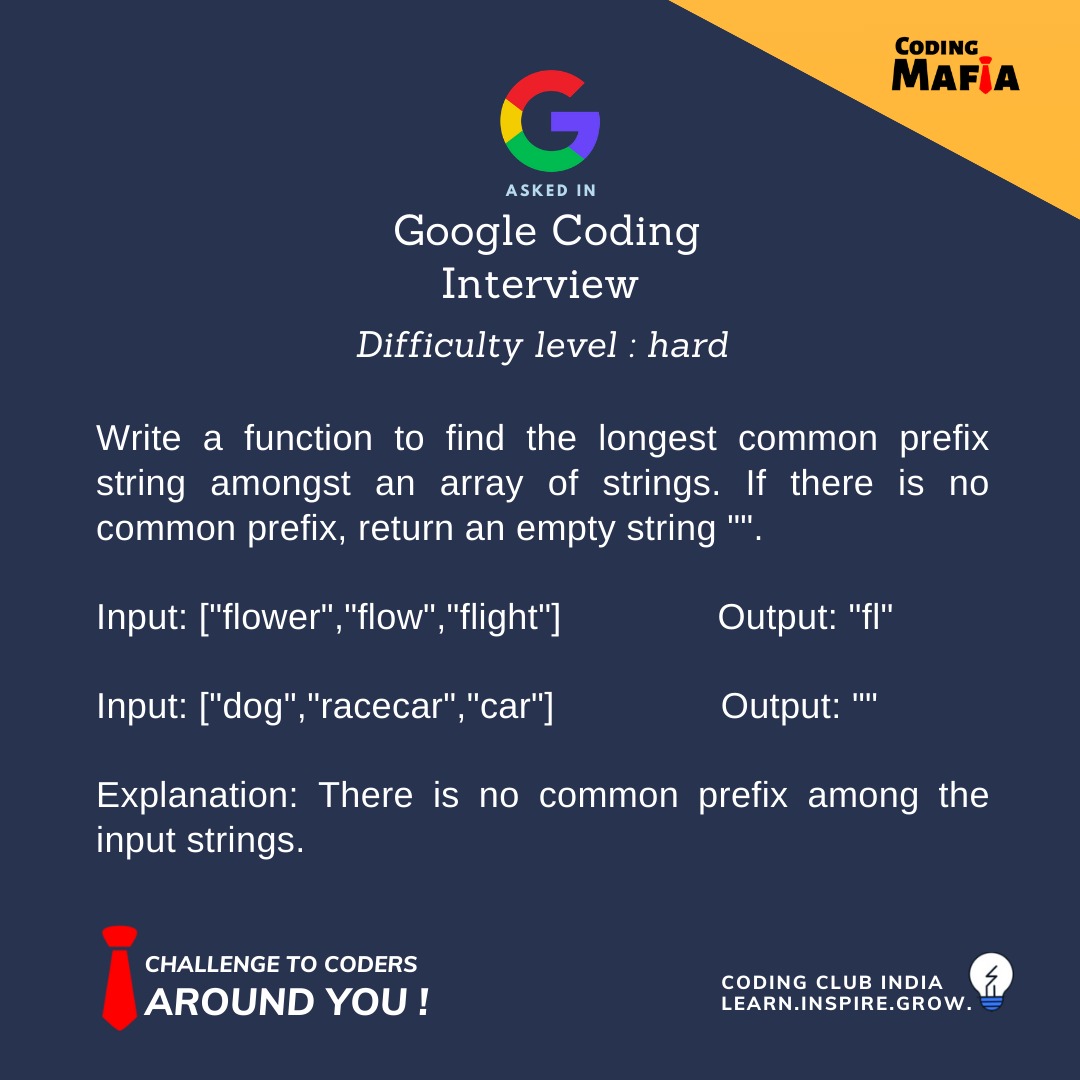 CODING
MAFIA
ASKED IN
Google Coding
Interview
Difficulty level : hard
Write a function to find the longest common prefix
string amongst an array of strings. If there is no
common prefix, return an empty string "".
Input: ["flower","flow","flight"] Output: "fl"
Input: ["dog","racecar","car"] Output: ""
Explanation: There is no common prefix among the
input strings.
CHALLENGE TO CODERS
AROUND YOU !
CODING CLUB INDIA
LEARN.INSPIRE.GROW.